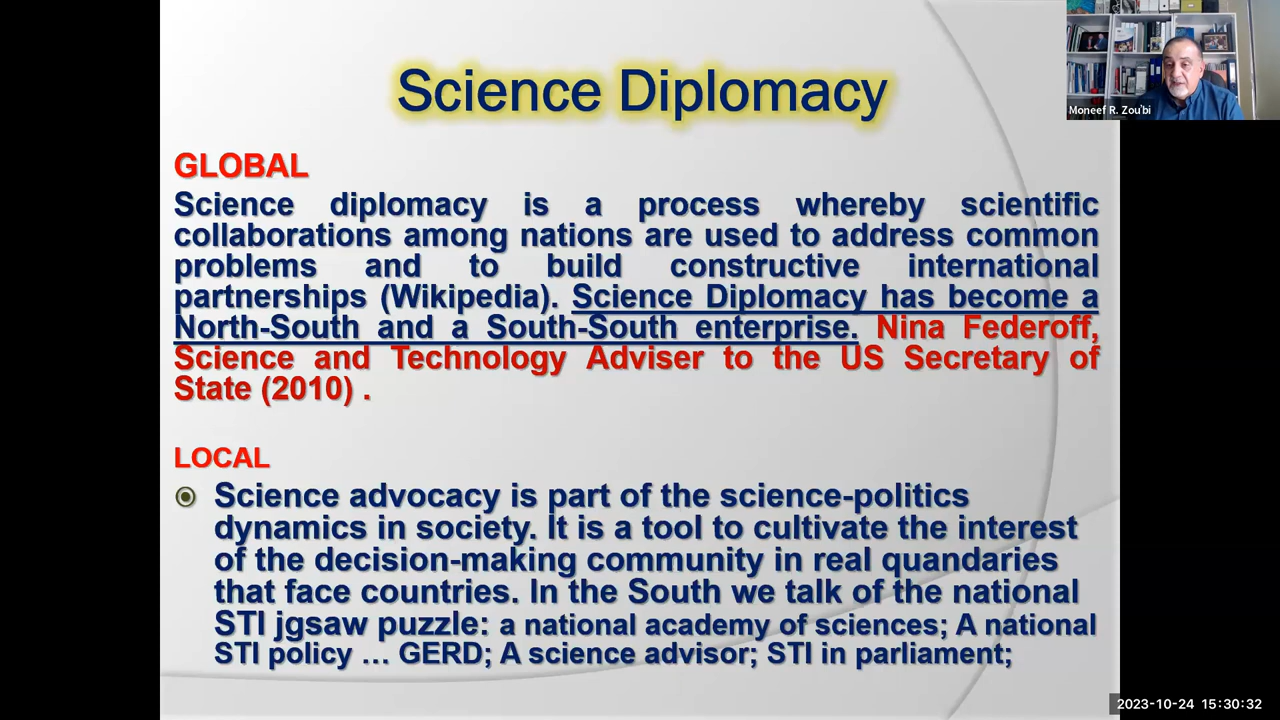 Science Diplomacy
Moneef R. Zou'bi
GLOBAL
Science diplomacy is a process whereby scientific
collaborations among nations are used to address common
problems and to build constructive international
partnerships (Wikipedia). Science Diplomacy has become a
North-South and a South-South enterprise. Nina Federoff,
Science and Technology Adviser to the US Secretary of
State (2010) .
LOCAL
Science advocacy is part of the science-politics
dynamics in society. It is a tool to cultivate the interest
of the decision-making community in real quandaries
that face countries. In the South we talk of the national
STI jgsaw puzzle: a national academy of sciences; A national
STI policy … GERD; A science advisor; STI in parliament;
2023-10-24 15:30:32